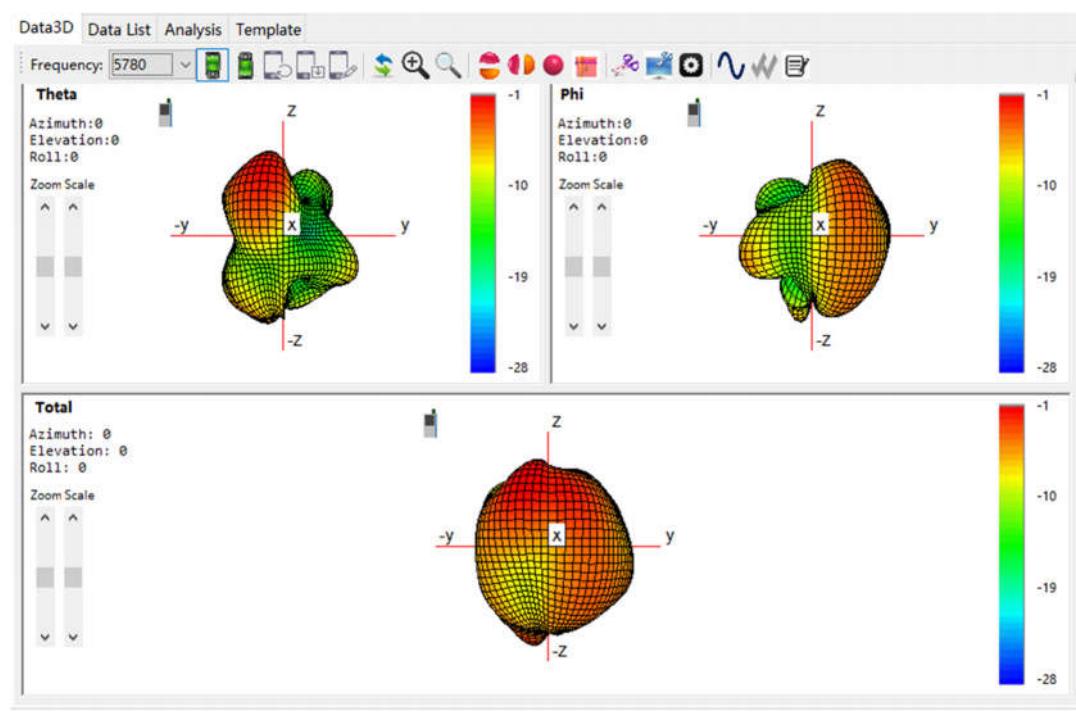 Data3D Data List Analysis Template
Frequency: 5780
Theta
Azimuth:0
Elevation:0
Roll:0
Zoom Scale
Z
-y
X
y
-Z
-1
-10
-19
-28
Phi
Azimuth:0
Elevation:0
Roll:0
Zoom Scale
Z
-y
X
y
-Z
-1
-10
-19
-28
Total
Azimuth: 0
Elevation: 0
Roll: 0
Zoom Scale
Z
-y
X
y
-Z
-1
-10
-19
-28